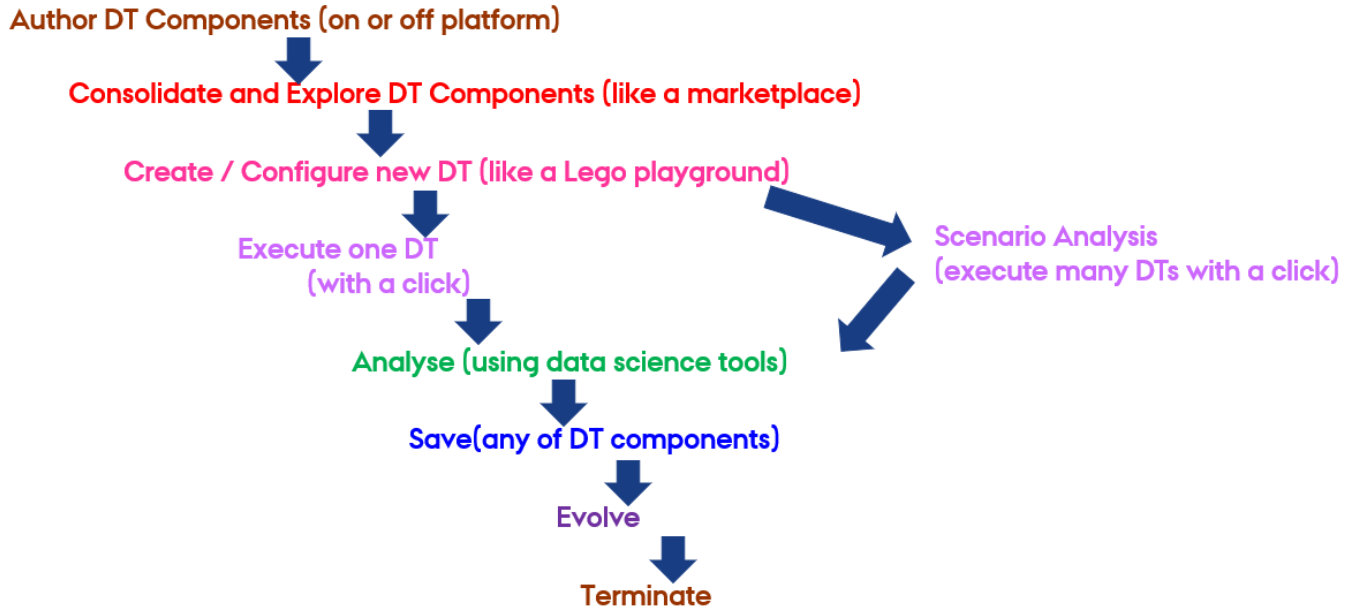 Author DT Components (on or off platform)
Consolidate and Explore DT Components (like a marketplace)
Create / Configure new DT (like a Lego playground)
Execute one DT
(with a click)
Scenario Analysis
(execute many DTs with a click)
Analyse (using data science tools)
Save(any of DT components)
Evolve
Terminate